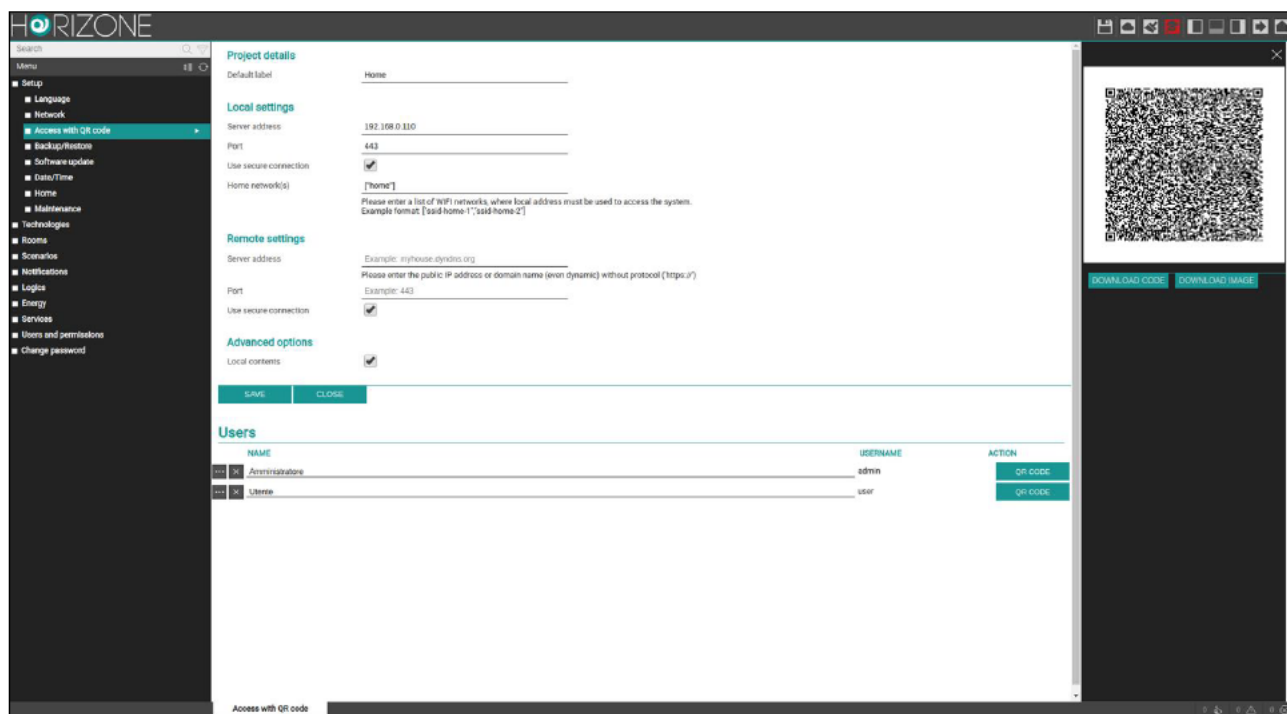 HORIZONE
Search
Menu
Setup
Language
Network
Access with QR code
Backup/Restore
Software update
Date/Time
Home
Maintenance
Technologies
Rooms
Scenarios
Notifications
Logics
Energy
Services
Users and permissions
Change password
Project details
Default label Home
Local settings
Server address 192.168.0.110
Port 443
Use secure connection
Home network(s) ["home"]
Please enter a list of WIFI networks, where local address must be used to access the system.
Example format: ["ssid-home-1","ssid-home-2"]
Remote settings
Server address Example: myhouse.dyndns.org
Please enter the public IP address or domain name (even dynamic) without protocol ('https://')
Port Example: 443
Use secure connection
Advanced options
Local contents
SAVE CLOSE
Users
NAME USERNAME ACTION
Amministratore admin QR CODE
Utente user QR CODE
DOWNLOAD CODE DOWNLOAD IMAGE
Access with QR code
0 0 0